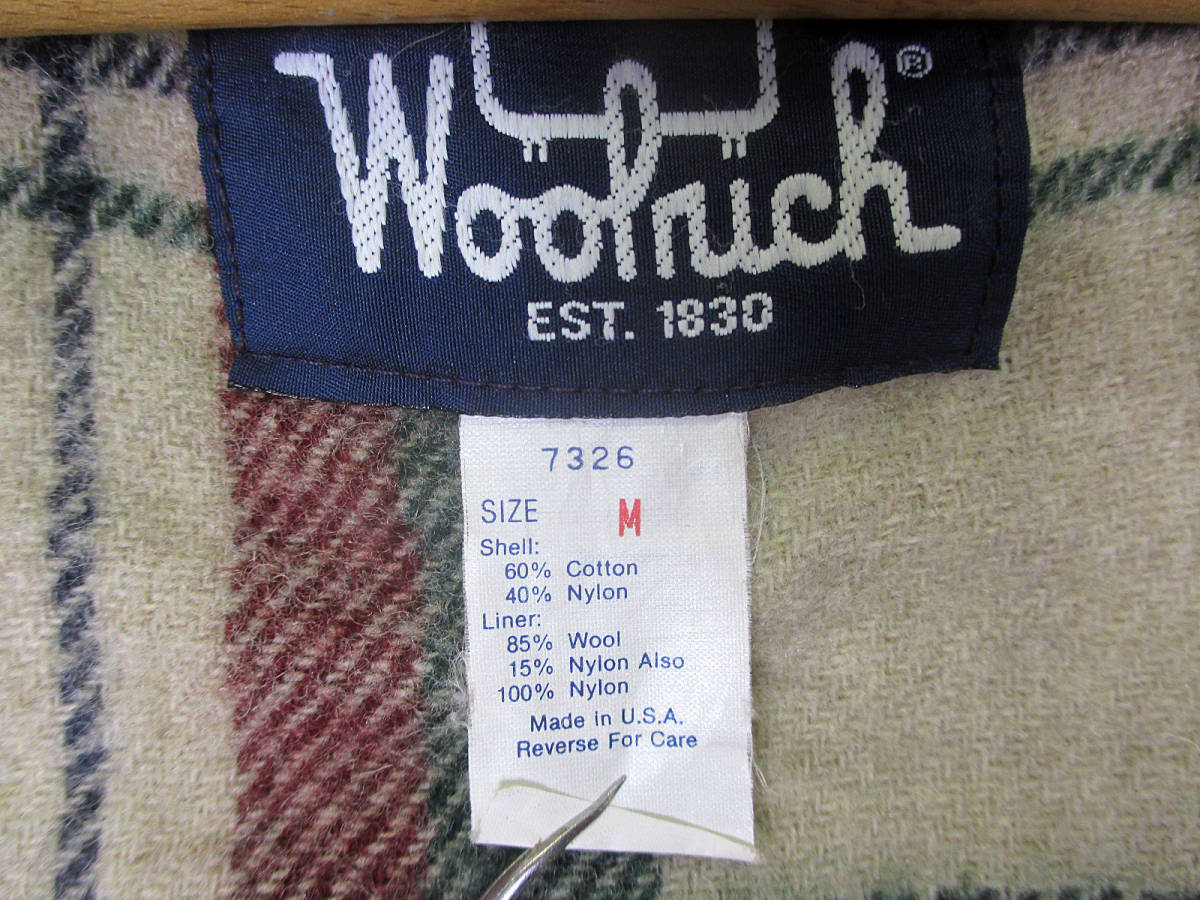 Woolrich®
EST. 1830
7326
SIZE M
Shell:
60% Cotton
40% Nylon
Liner:
85% Wool
15% Nylon Also
100% Nylon
Made in U.S.A.
Reverse For Care